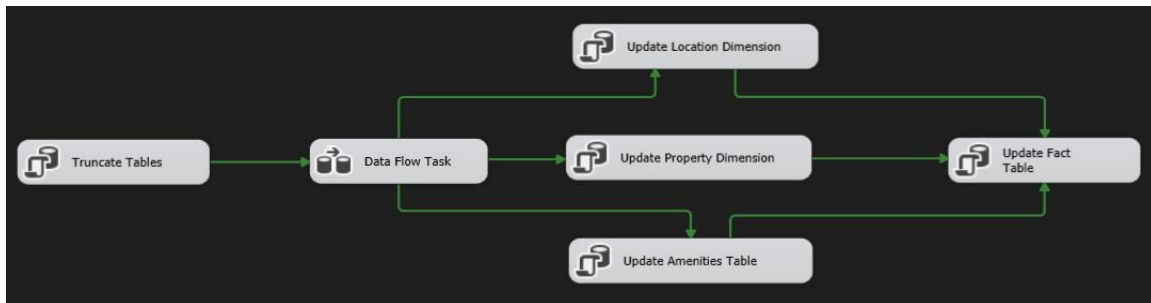 Update Location Dimension
Truncate Tables
Data Flow Task
Update Property Dimension
Update Fact
Table
Update Amenities Table